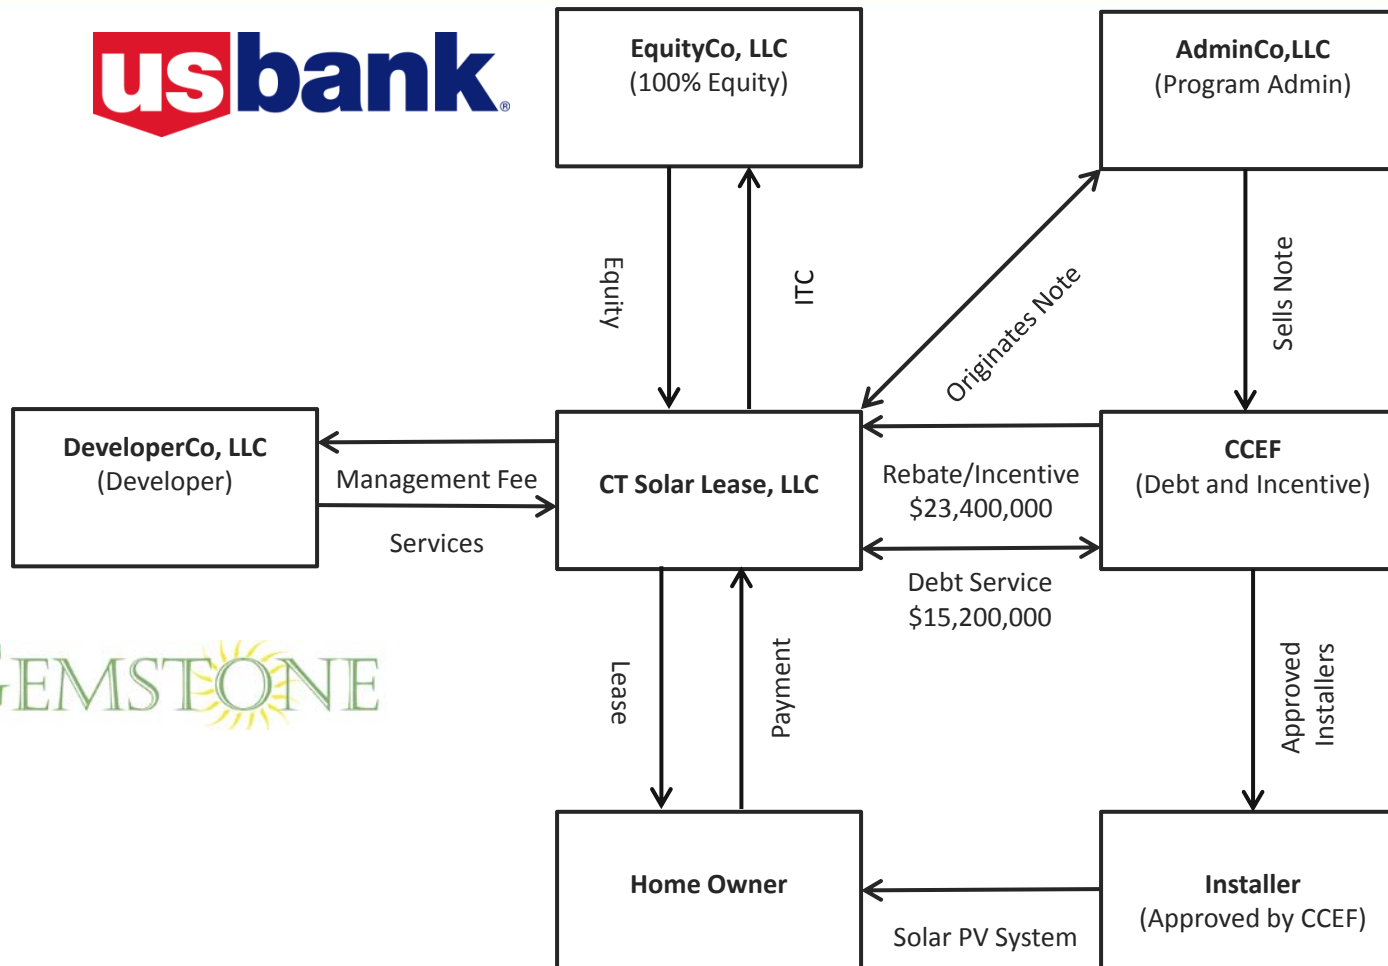 usbank®
EquityCo, LLC
(100% Equity)
AdminCo,LLC
(Program Admin)
Equity
ITC
Originates Note
Sells Note
DeveloperCo, LLC
(Developer)
Management Fee
Services
CT Solar Lease, LLC
Rebate/Incentive
$23,400,000
Debt Service
$15,200,000
CCEF
(Debt and Incentive)
GEMSTONE
Lease
Payment
Approved
Installers
Home Owner
Solar PV System
Installer
(Approved by CCEF)